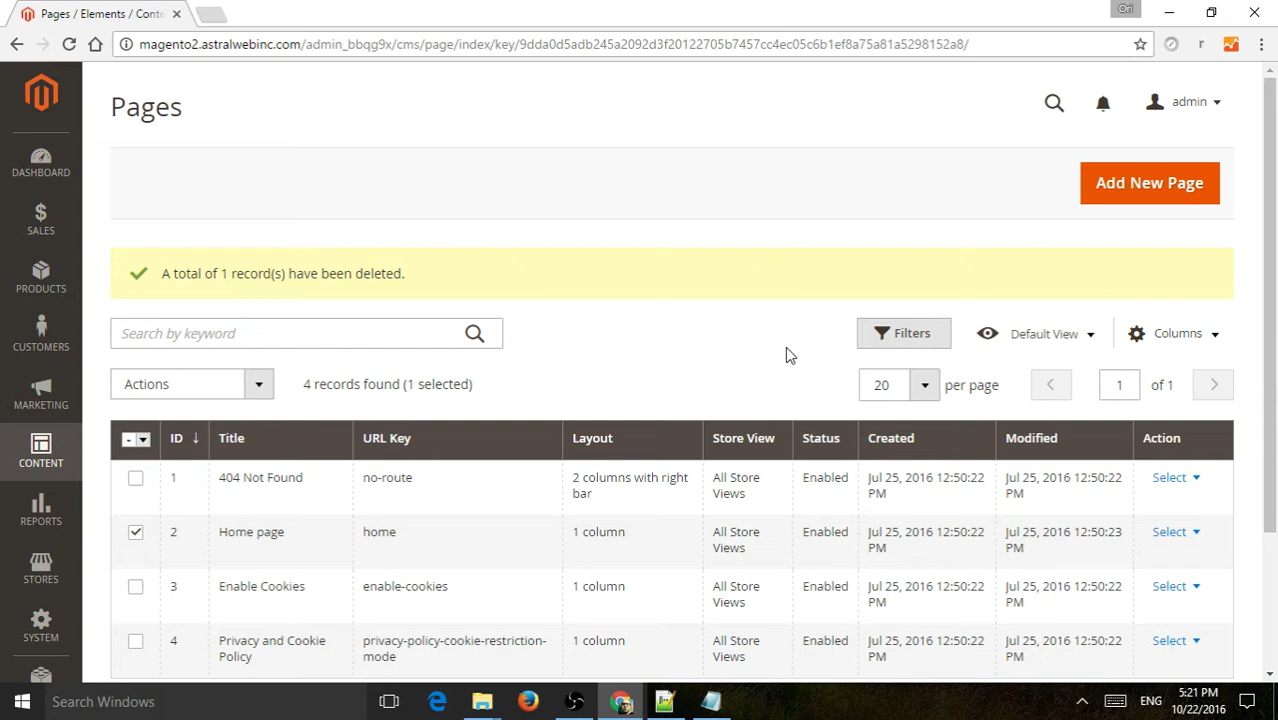 Pages / Elements / Conte
Ori
magento2.astralwebinc.com/admin_bbqg9x/cms/page/index/key/9dda0d5adb245a2092d3f20122705b7457cc4ec05c6b1ef8a75a81a5298152a8/
r
Pages
admin
DASHBOARD
SALES
PRODUCTS
CUSTOMERS
MARKETING
CONTENT
REPORTS
STORES
SYSTEM
Add New Page
A total of 1 record(s) have been deleted.
Search by keyword
Filters
Default View
Columns
Actions
4 records found (1 selected)
20
per page
1
of 1
ID ↓ Title URL Key Layout Store View Status Created Modified Action
1 404 Not Found no-route 2 columns with right All Store Enabled Jul 25, 2016 12:50:22 Jul 25, 2016 12:50:22 Select
bar Views PM PM
2 Home page home 1 column All Store Enabled Jul 25, 2016 12:50:22 Jul 25, 2016 12:50:23 Select
Views PM PM
3 Enable Cookies enable-cookies 1 column All Store Enabled Jul 25, 2016 12:50:22 Jul 25, 2016 12:50:22 Select
Views PM PM
4 Privacy and Cookie privacy-policy-cookie-restriction- 1 column All Store Enabled Jul 25, 2016 12:50:22 Jul 25, 2016 12:50:22 Select
Policy mode Views PM PM
Search Windows
ENG
5:21 PM
10/22/2016